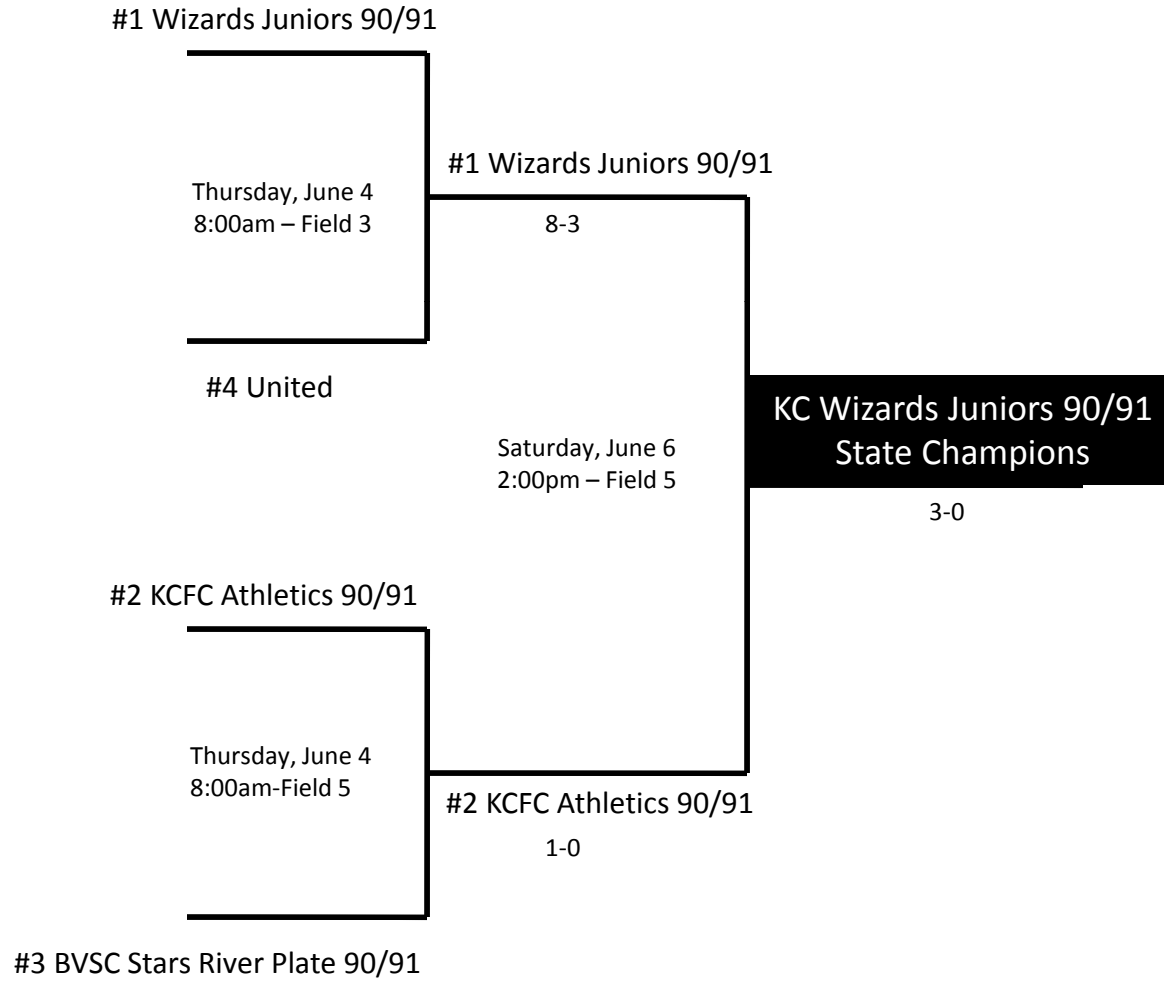 #1 Wizards Juniors 90/91
#1 Wizards Juniors 90/91
Thursday, June 4
8:00am – Field 3
8-3
#4 United
KC Wizards Juniors 90/91
State Champions
Saturday, June 6
2:00pm – Field 5
3-0
#2 KCFC Athletics 90/91
Thursday, June 4
8:00am-Field 5
#2 KCFC Athletics 90/91
1-0
#3 BVSC Stars River Plate 90/91